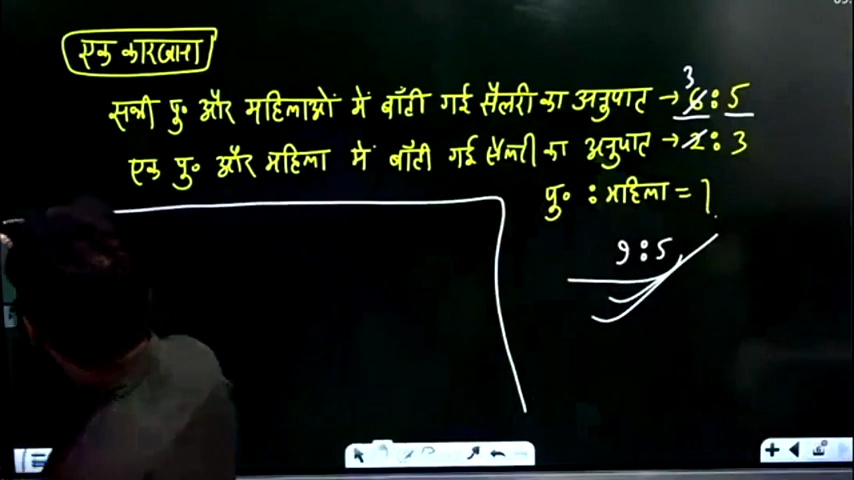 एक कारखाना
सभी पु० और महिलाओं में बाँटी गई सैलरी का अनुपात → 6 : 5
3
एक पु० और महिला में बाँटी गई सैलरी का अनुपात → 2 : 3
पु० : महिला = ?
9 : 5